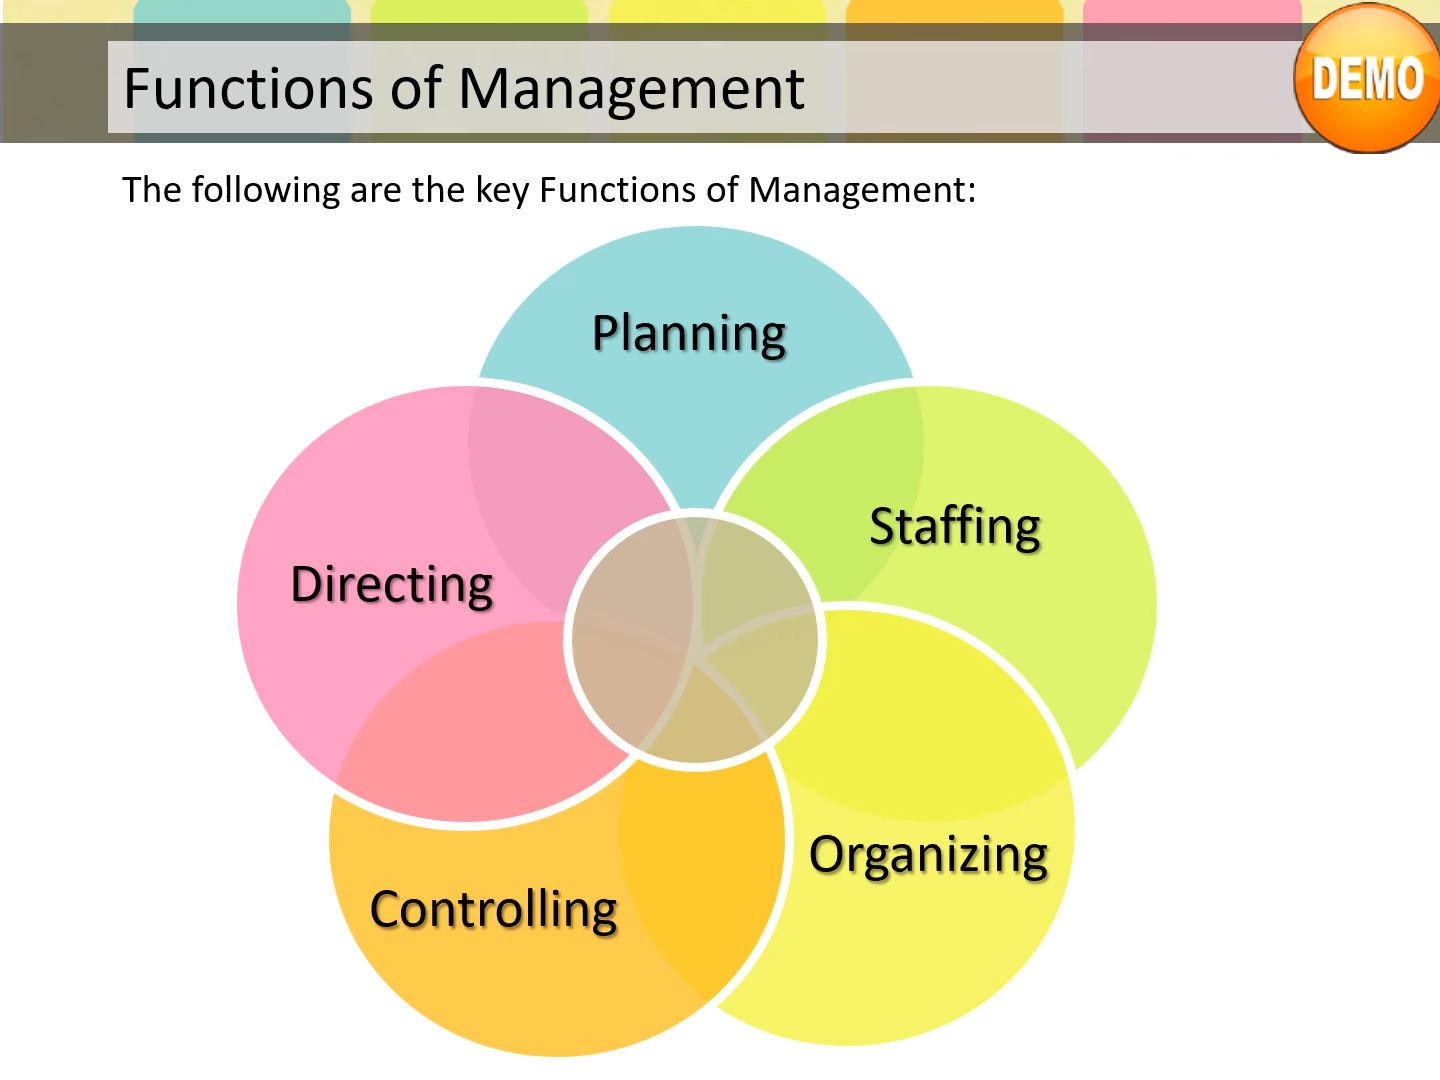 Functions of Management
DEMO
The following are the key Functions of Management:
Planning
Staffing
Directing
Organizing
Controlling